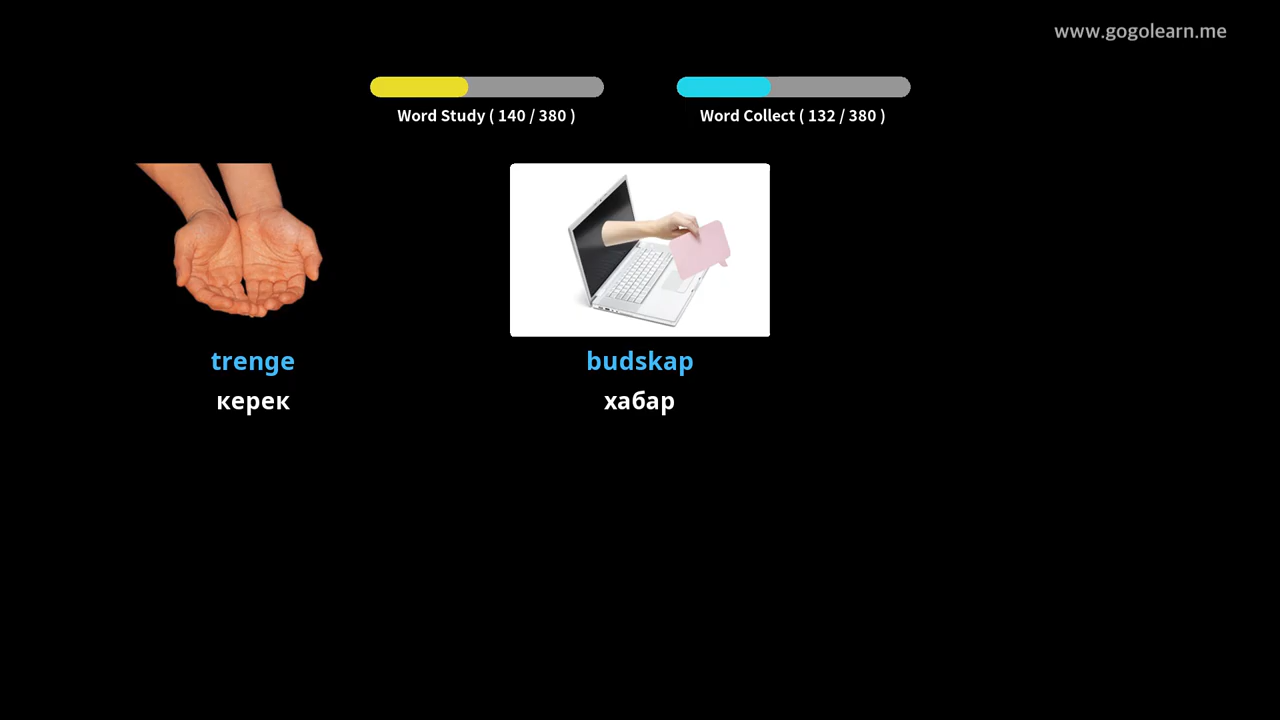 www.gogolearn.me
Word Study ( 140 / 380 )
Word Collect ( 132 / 380 )
trenge
керек
budskap
хабар